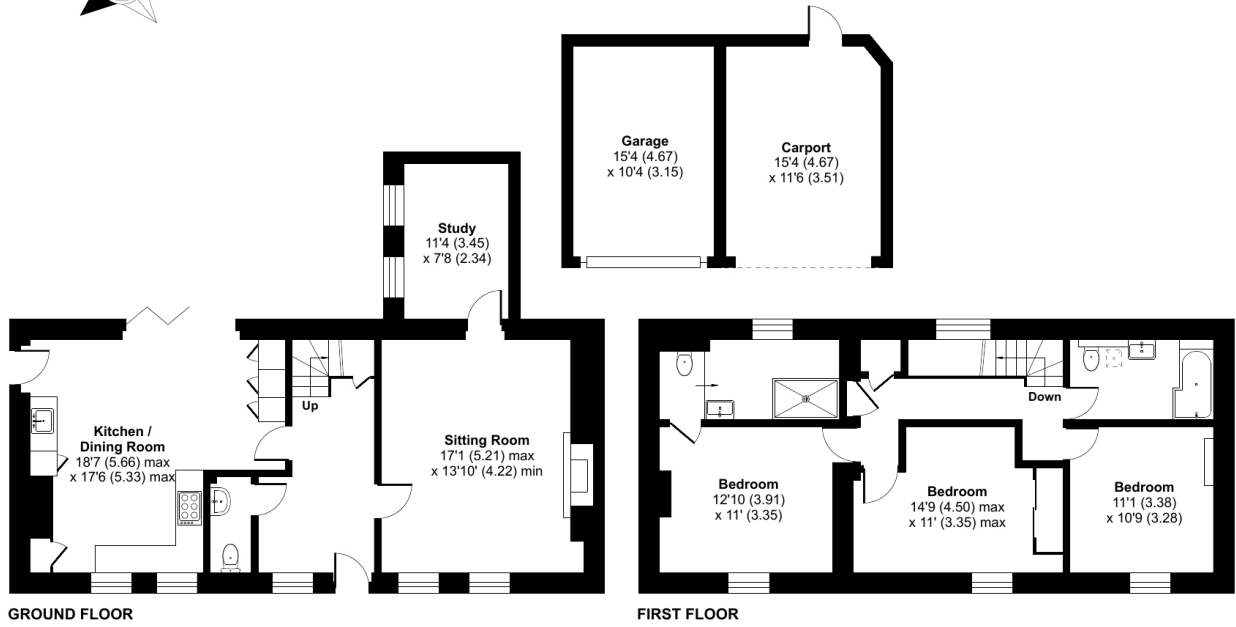 Garage
15'4 (4.67)
x 10'4 (3.15)
Carport
15'4 (4.67)
x 11'6 (3.51)
Study
11'4 (3.45)
x 7'8 (2.34)
Up
Kitchen /
Dining Room
18'7 (5.66) max
x 17'6 (5.33) max
Sitting Room
17'1 (5.21) max
x 13'10' (4.22) min
Down
Bedroom
12'10 (3.91)
x 11' (3.35)
Bedroom
14'9 (4.50) max
x 11' (3.35) max
Bedroom
11'1 (3.38)
x 10'9 (3.28)
GROUND FLOOR
FIRST FLOOR